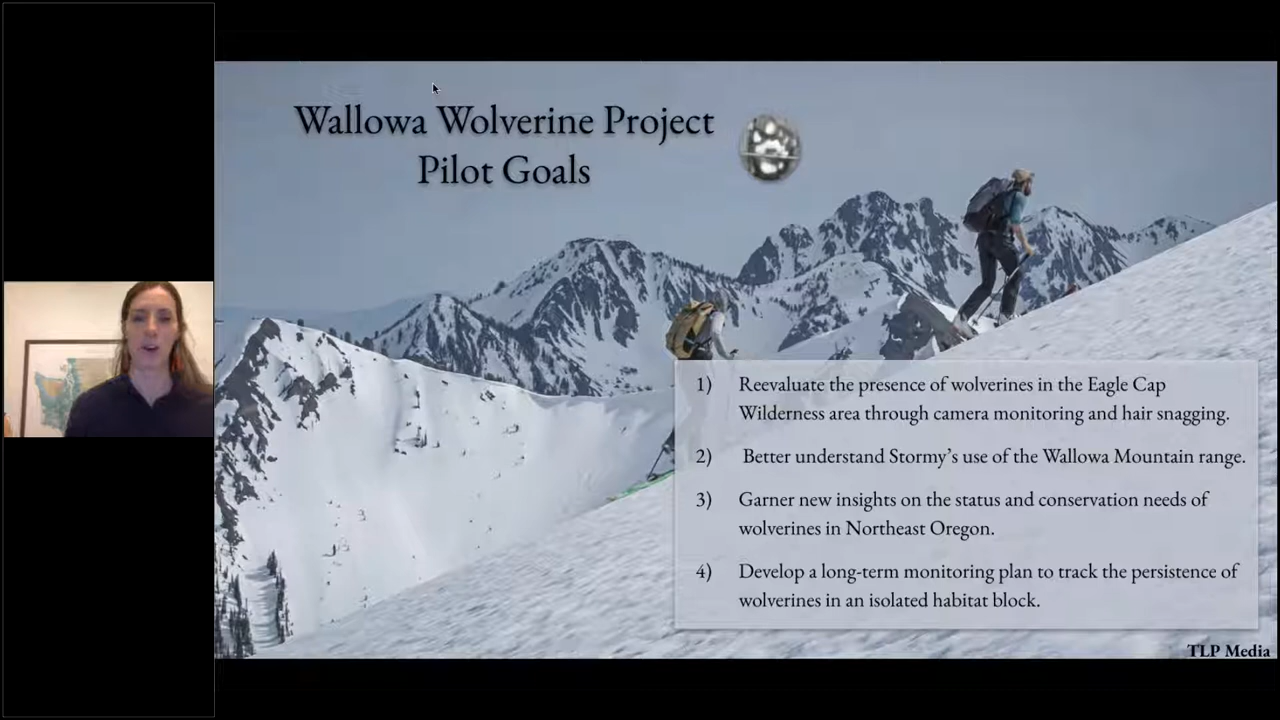 Wallowa Wolverine Project
Pilot Goals
1) Reevaluate the presence of wolverines in the Eagle Cap
Wilderness area through camera monitoring and hair snagging.
2) Better understand Stormy’s use of the Wallowa Mountain range.
3) Garner new insights on the status and conservation needs of
wolverines in Northeast Oregon.
4) Develop a long-term monitoring plan to track the persistence of
wolverines in an isolated habitat block.
TLP Media